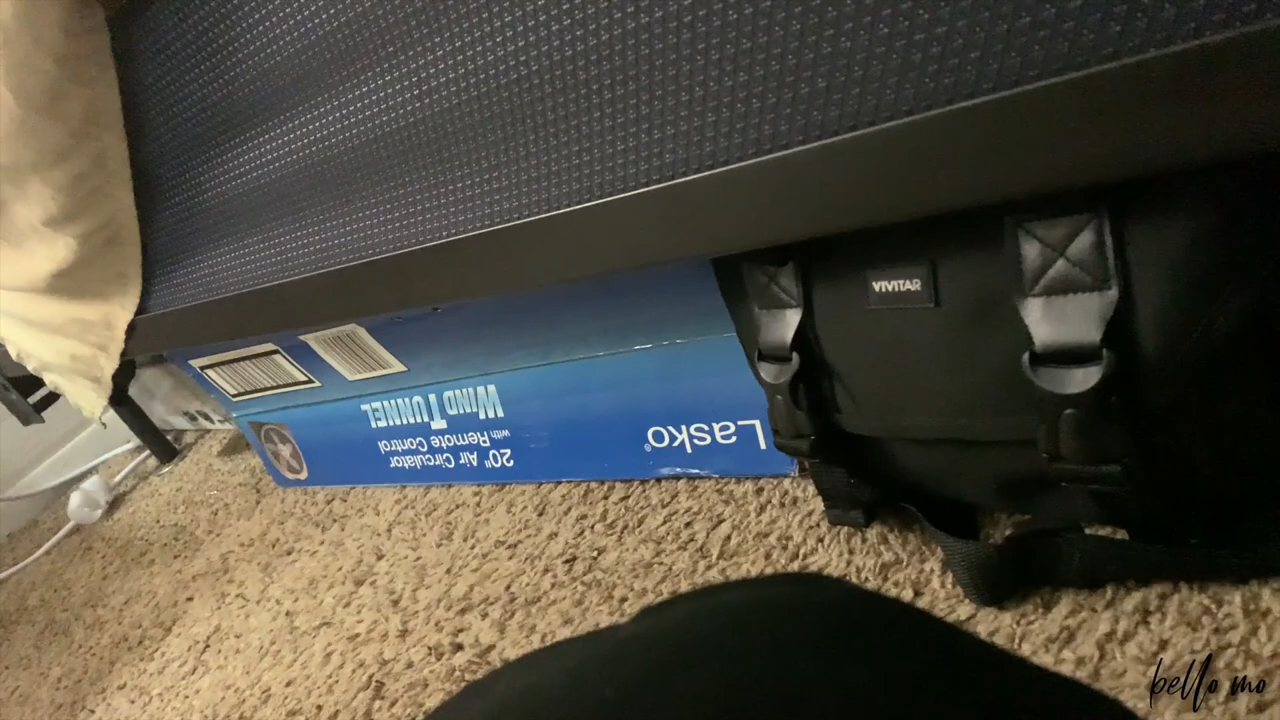 VIVITAR
Lasko®
WIND TUNNEL
20" Air Circulator
with Remote Control
bello mo